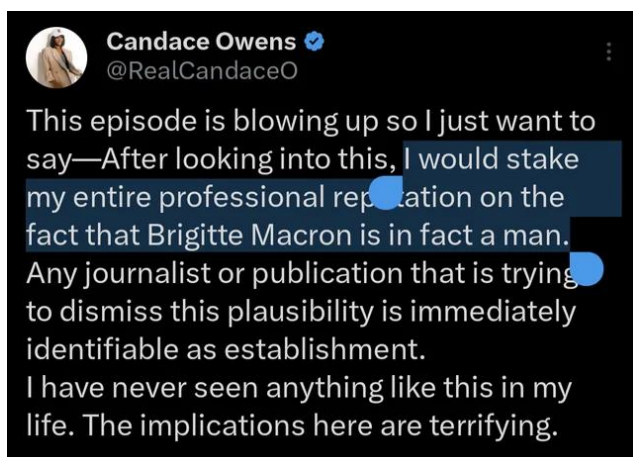 Candace Owens
@RealCandaceO
This episode is blowing up so I just want to
say—After looking into this, I would stake
my entire professional reputation on the
fact that Brigitte Macron is in fact a man.
Any journalist or publication that is trying
to dismiss this plausibility is immediately
identifiable as establishment.
I have never seen anything like this in my
life. The implications here are terrifying.